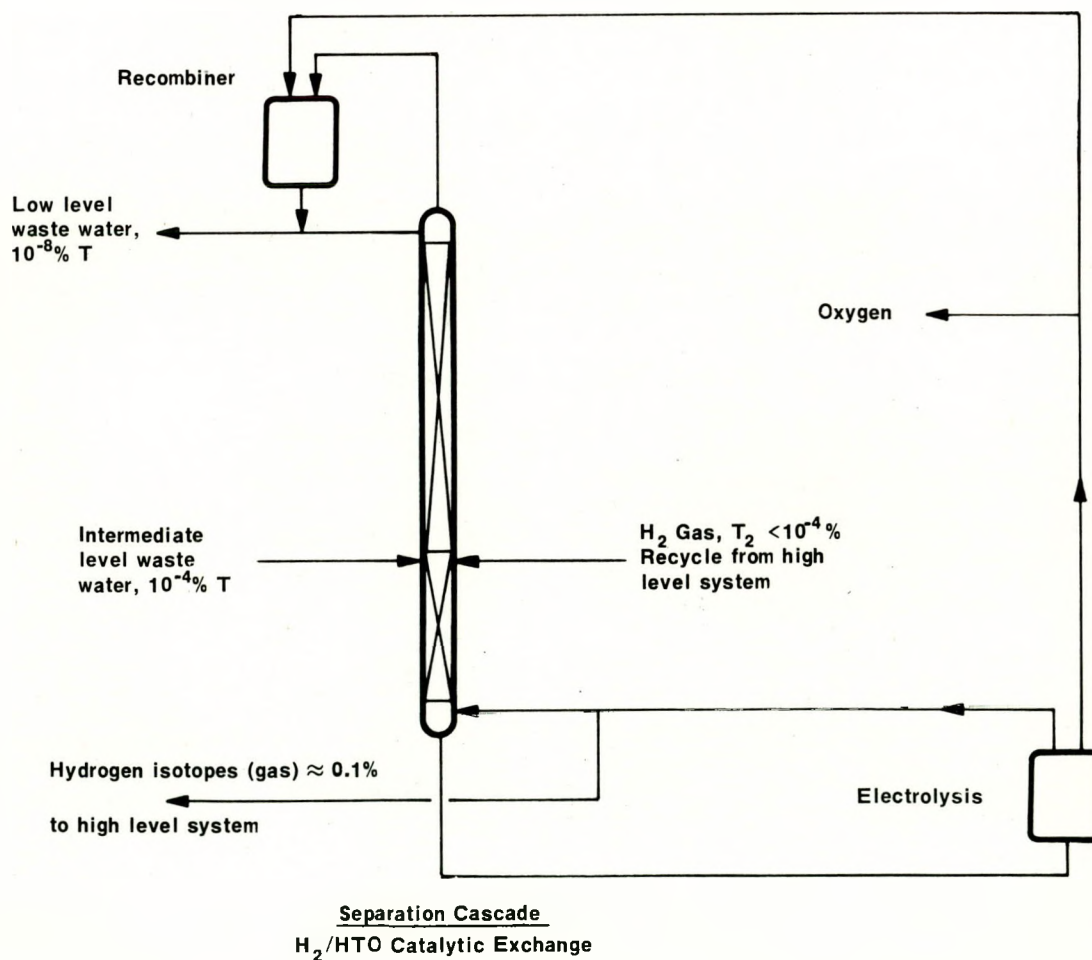 Recombiner
Low level
waste water,
10⁻⁸% T
Oxygen
Intermediate
level waste
water, 10⁻⁴% T
H₂ Gas, T₂ <10⁻⁴%
Recycle from high
level system
Hydrogen isotopes (gas) ≈ 0.1%
to high level system
Electrolysis
Separation Cascade
H₂/HTO Catalytic Exchange